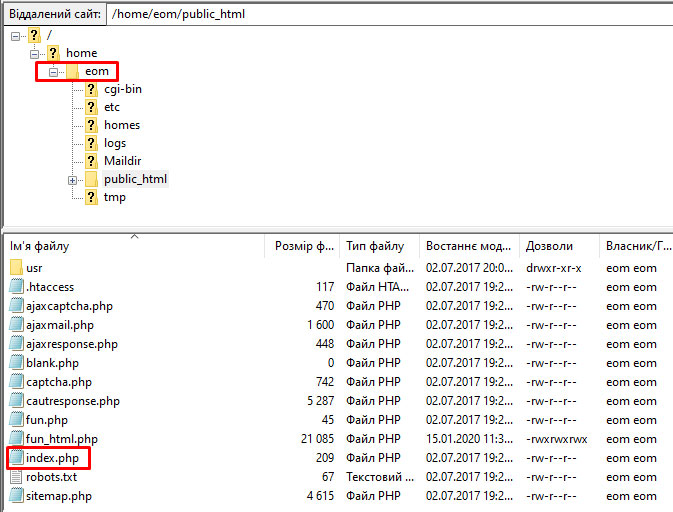 Віддалений сайт: /home/eom/public_html
/
home
eom
cgi-bin
etc
homes
logs
Maildir
public_html
tmp
Ім'я файлу Розмір ф... Тип файлу Востаннє мод... Дозволи Власник/Г...
usr Папка фай... 02.07.2017 20:0... drwxr-xr-x eom eom
.htaccess 117 Файл HTA... 02.07.2017 19:2... -rw-r--r-- eom eom
ajaxcaptcha.php 470 Файл PHP 02.07.2017 19:2... -rw-r--r-- eom eom
ajaxmail.php 1 600 Файл PHP 02.07.2017 19:2... -rw-r--r-- eom eom
ajaxresponse.php 448 Файл PHP 02.07.2017 19:2... -rw-r--r-- eom eom
blank.php 0 Файл PHP 02.07.2017 19:2... -rw-r--r-- eom eom
captcha.php 742 Файл PHP 02.07.2017 19:2... -rw-r--r-- eom eom
cautresponse.php 5 287 Файл PHP 02.07.2017 19:2... -rw-r--r-- eom eom
fun.php 45 Файл PHP 02.07.2017 19:2... -rw-r--r-- eom eom
fun_html.php 21 085 Файл PHP 15.01.2020 11:3... -rwxrwxrwx eom eom
index.php 209 Файл PHP 02.07.2017 19:2... -rw-r--r-- eom eom
robots.txt 67 Текстовий ... 02.07.2017 19:2... -rw-r--r-- eom eom
sitemap.php 4 615 Файл PHP 02.07.2017 19:2... -rw-r--r-- eom eom